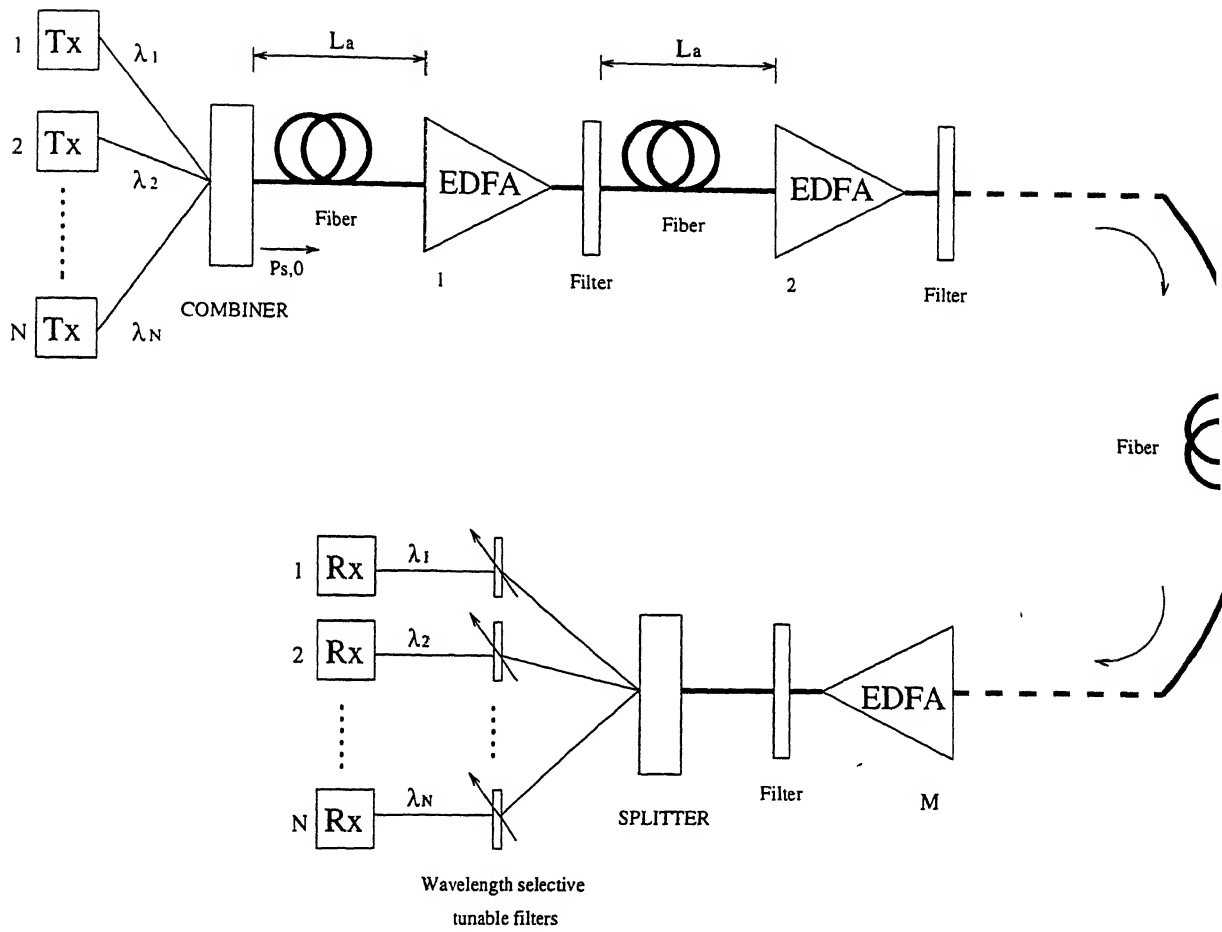 1 Tx λ1
2 Tx λ2
N Tx λN
COMBINER
La
Fiber
Ps,0
EDFA
1
Filter
La
Fiber
EDFA
2
Filter
Fiber
1 Rx λ1
2 Rx λ2
N Rx λN
Wavelength selective
tunable filters
SPLITTER
Filter
EDFA
M